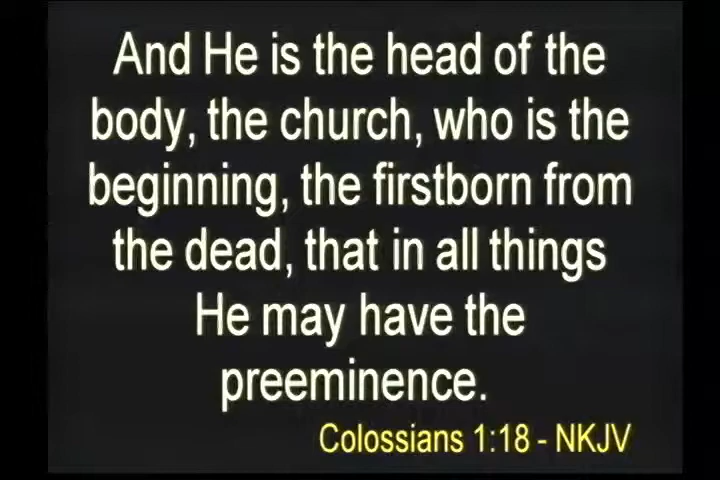 And He is the head of the
body, the church, who is the
beginning, the firstborn from
the dead, that in all things
He may have the
preeminence.
Colossians 1:18 - NKJV